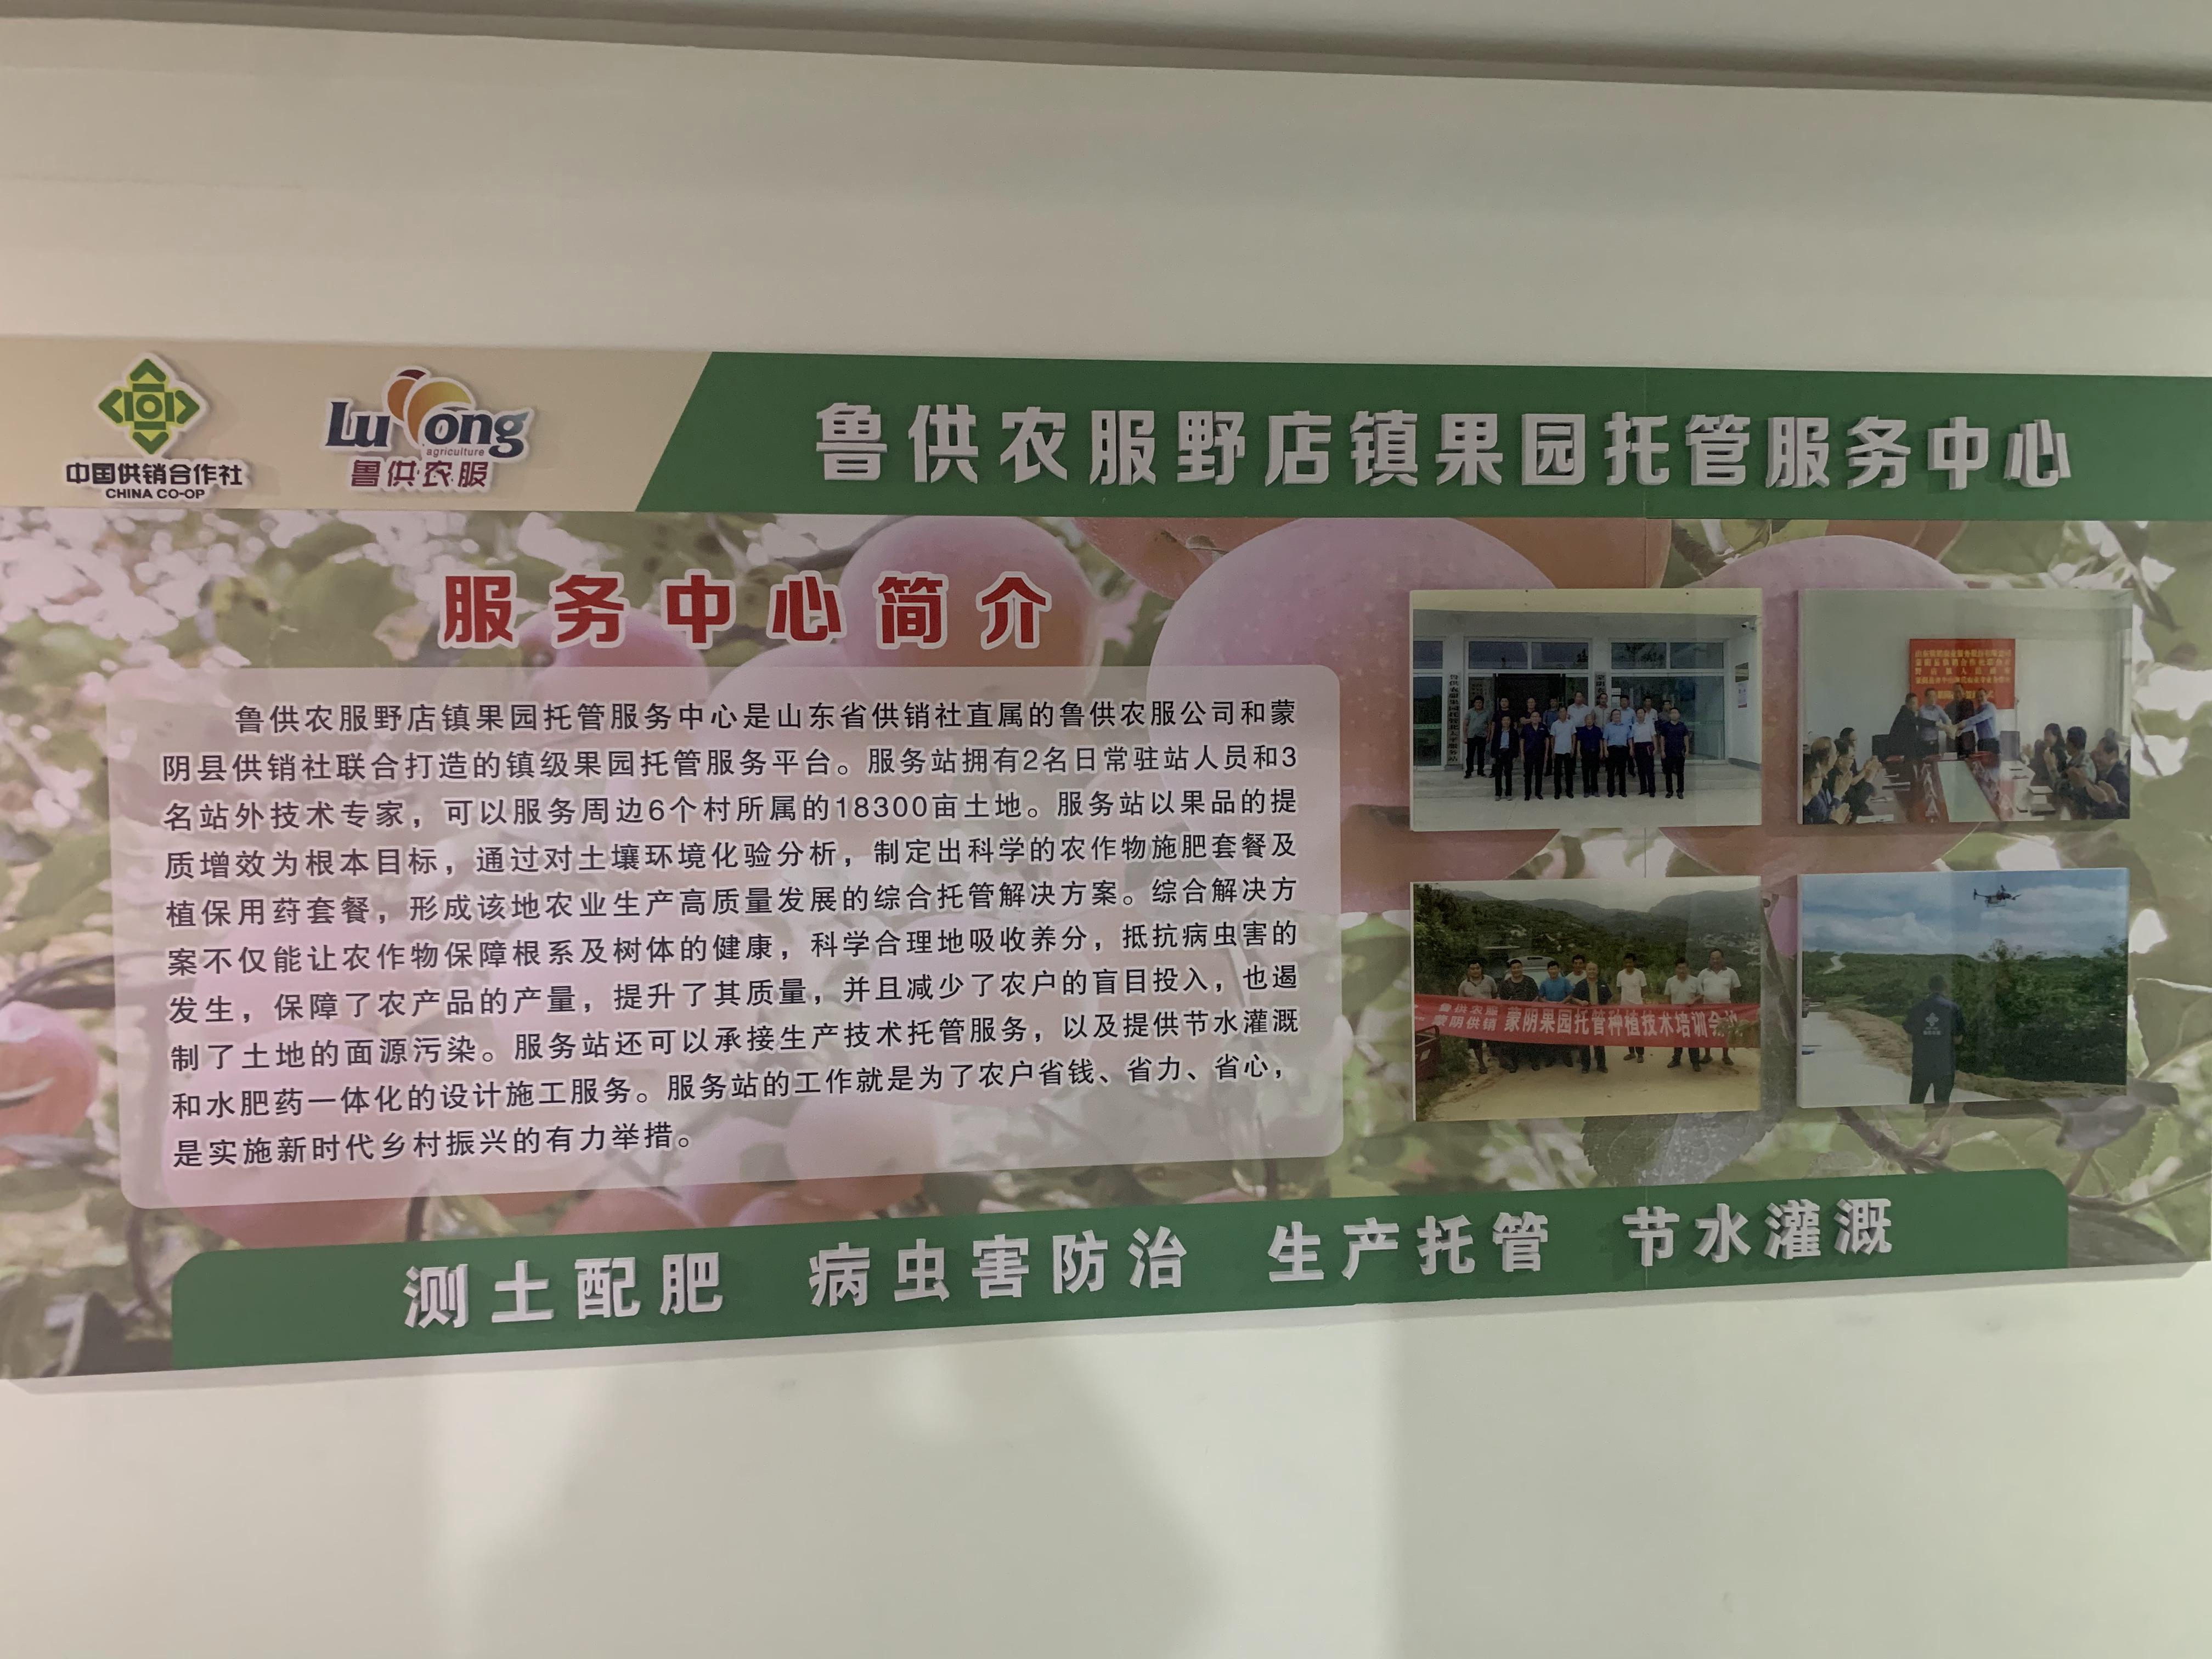 中国供销合作社
CHINA CO-OP
LuGong
agriculture
鲁供农服
鲁供农服野店镇果园托管服务中心
服务中心简介
鲁供农服野店镇果园托管服务中心是山东省供销社直属的鲁供农服公司和蒙
阴县供销社联合打造的镇级果园托管服务平台。服务站拥有2名日常驻站人员和3
名站外技术专家，可以服务周边6个村所属的18300亩土地。服务站以果品的提
质增效为根本目标，通过对土壤环境化验分析，制定出科学的农作物施肥套餐及
植保用药套餐，形成该地农业生产高质量发展的综合托管解决方案。综合解决方
案不仅能让农作物保障根系及树体的健康，科学合理地吸收养分，抵抗病虫害的
发生，保障了农产品的产量，提升了其质量，并且减少了农户的盲目投入，也遏
制了土地的面源污染。服务站还可以承接生产技术托管服务，以及提供节水灌溉
和水肥药一体化的设计施工服务。服务站的工作就是为了农户省钱、省力、省心，
是实施新时代乡村振兴的有力举措。
鲁供农服
蒙阴供销
蒙阴果园托管种植技术培训会
测土配肥 病虫害防治 生产托管 节水灌溉